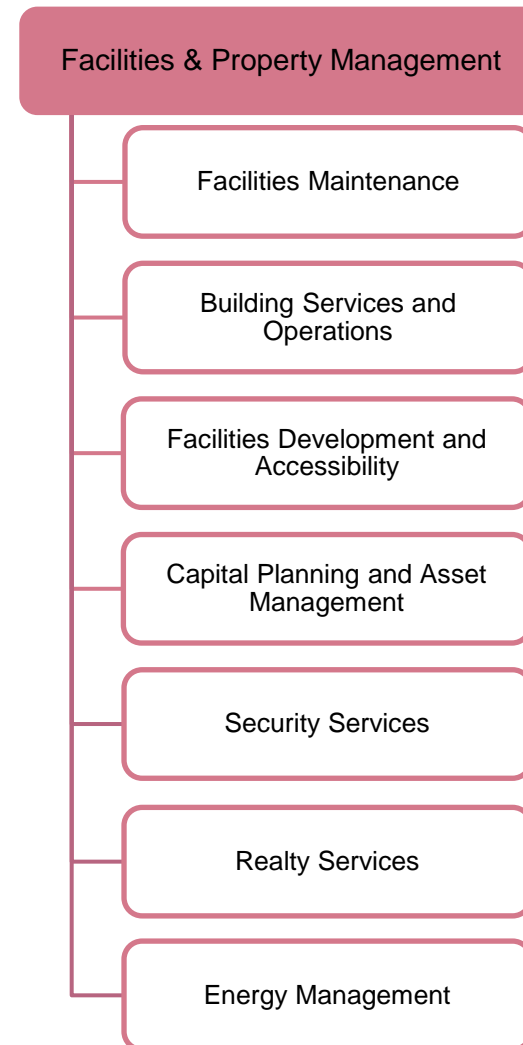 Facilities & Property Management
Facilities Maintenance
Building Services and
Operations
Facilities Development and
Accessibility
Capital Planning and Asset
Management
Security Services
Realty Services
Energy Management